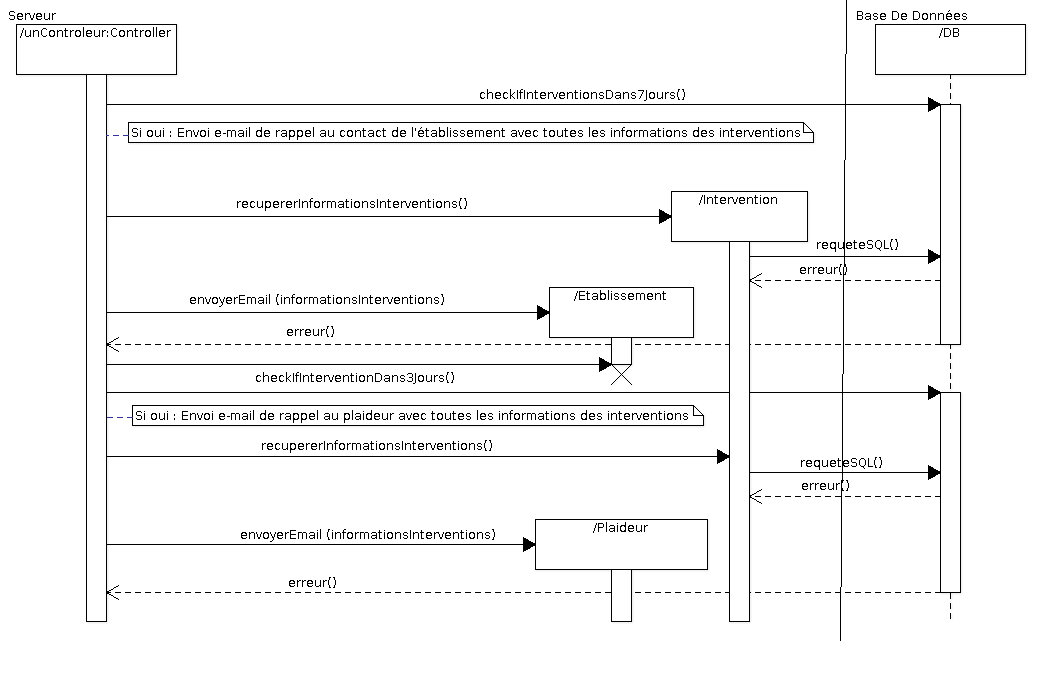 Serveur
Base De Données
/unControleur:Controller
/DB
checkIfInterventionsDans7Jours()
Si oui : Envoi e-mail de rappel au contact de l'établissement avec toutes les informations des interventions
recupererInformationsInterventions()
/Intervention
requeteSQL()
erreur()
envoyerEmail (informationsInterventions)
/Etablissement
erreur()
checkIfInterventionDans3Jours()
Si oui : Envoi e-mail de rappel au plaideur avec toutes les informations des interventions
recupererInformationsInterventions()
requeteSQL()
erreur()
envoyerEmail (informationsInterventions)
/Plaideur
erreur()